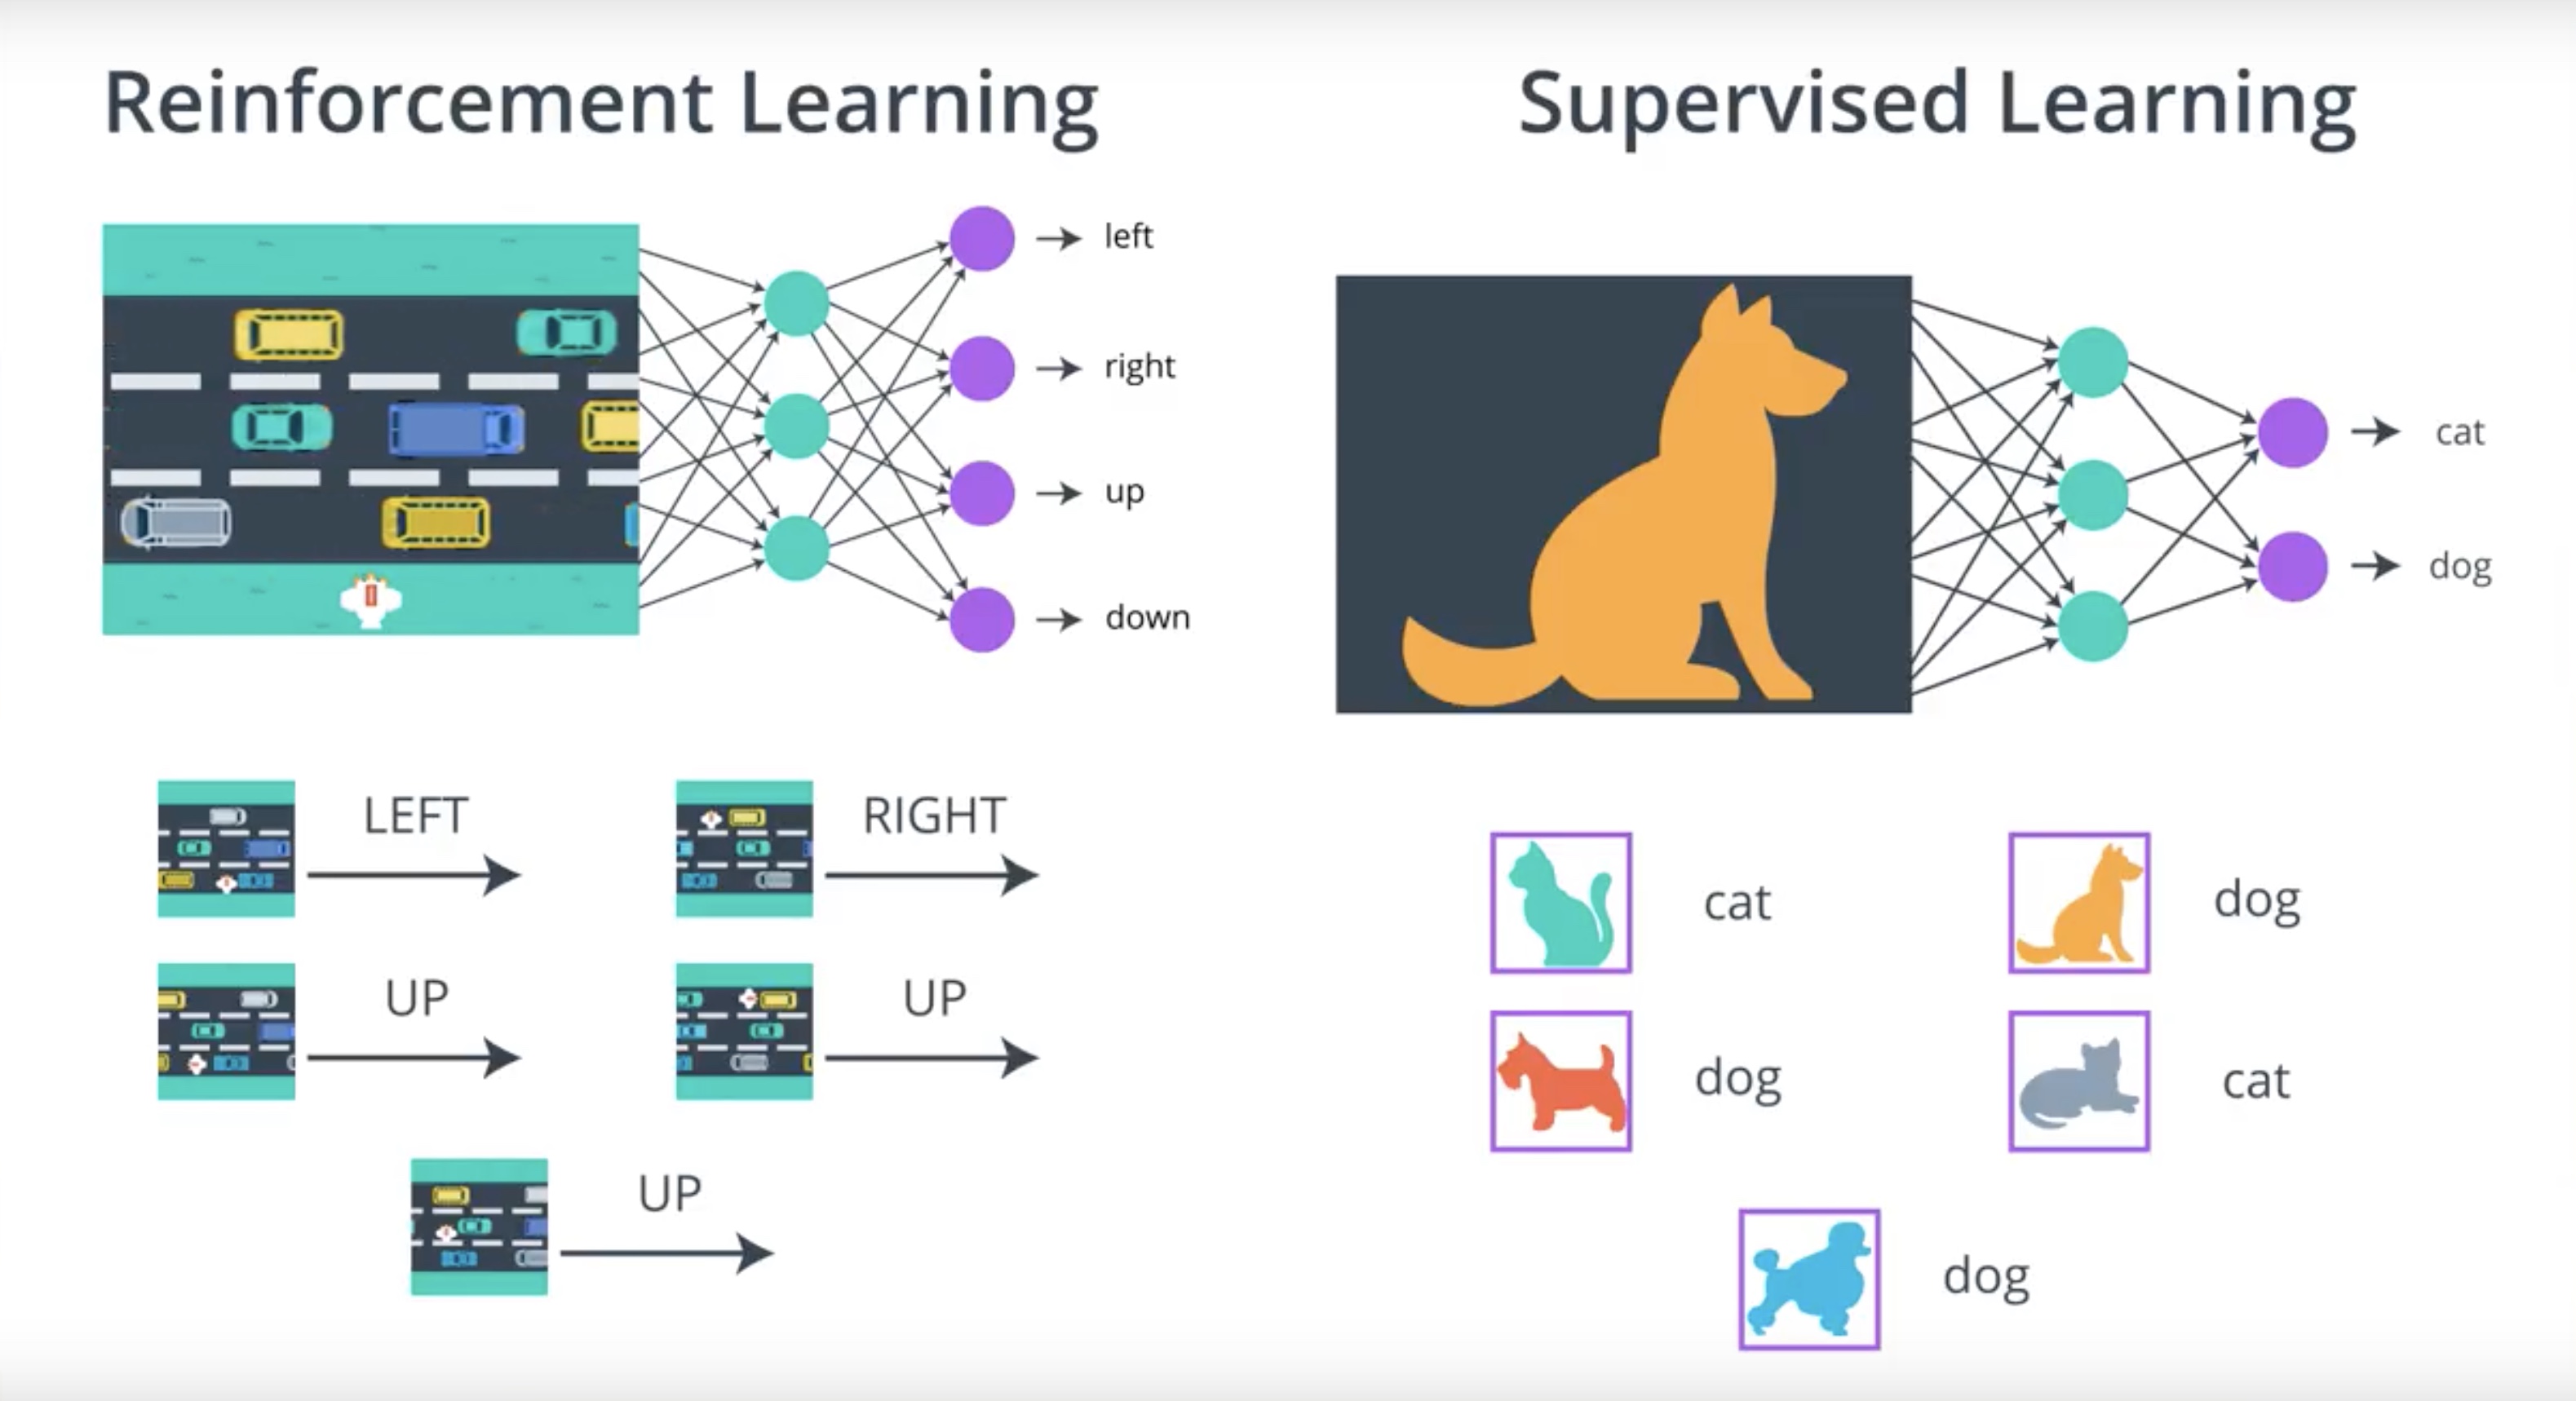 Reinforcement Learning
left
right
up
down
LEFT
RIGHT
UP
UP
UP
Supervised Learning
cat
dog
cat
dog
dog
cat
dog